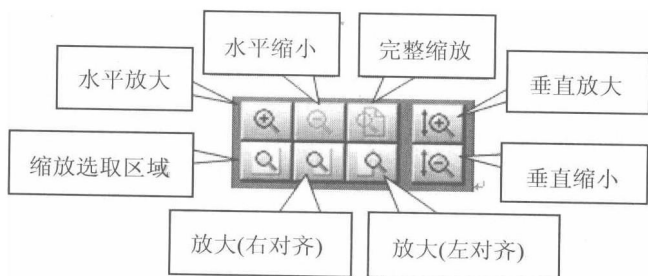 水平缩小
完整缩放
水平放大
垂直放大
缩放选取区域
垂直缩小
放大(右对齐)
放大(左对齐)